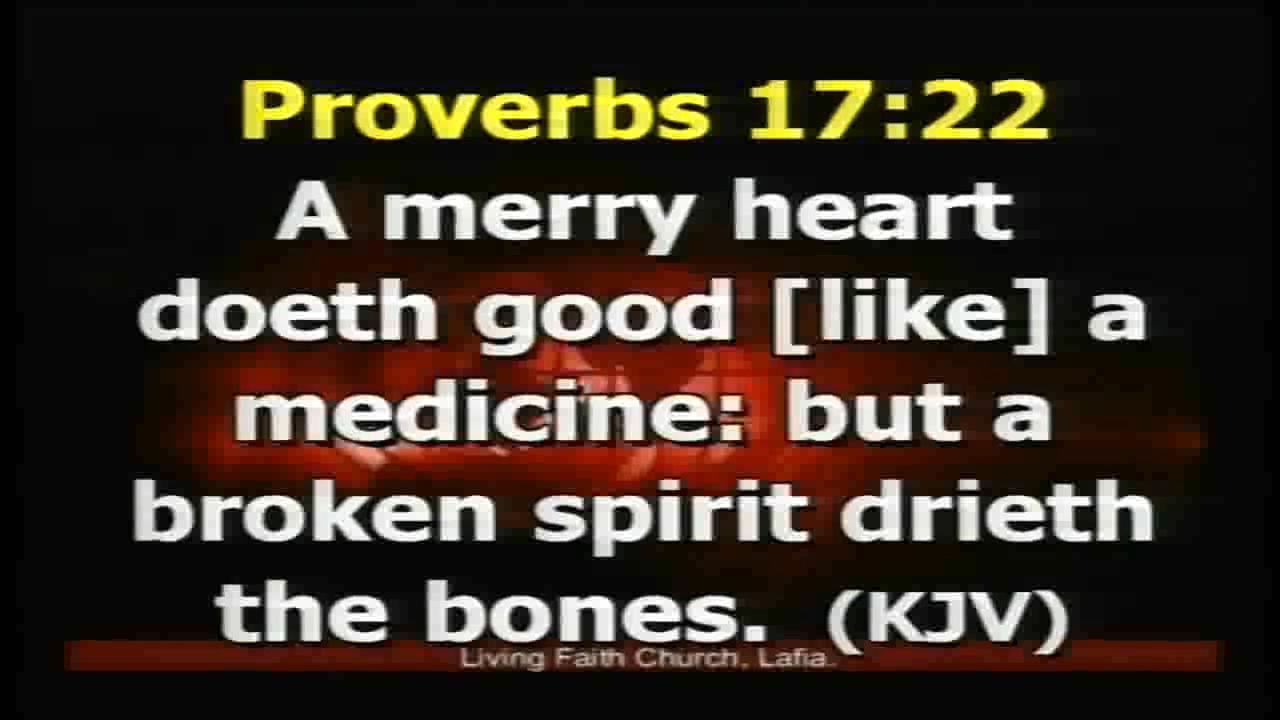 Proverbs 17:22
A merry heart
doeth good [like] a
medicine: but a
broken spirit drieth
the bones. (KJV)
Living Faith Church, Lafia.